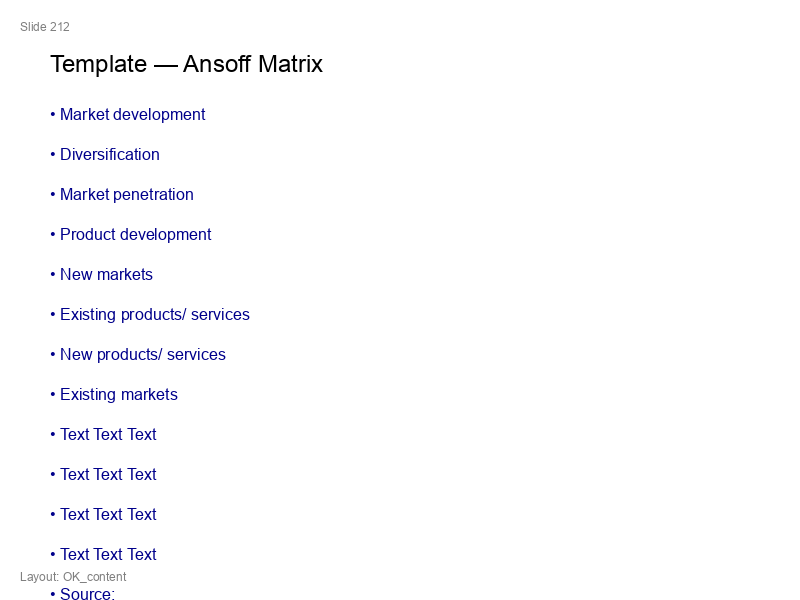 Slide 212
Template — Ansoff Matrix
• Market development
• Diversification
• Market penetration
• Product development
• New markets
• Existing products/ services
• New products/ services
• Existing markets
• Text Text Text
• Text Text Text
• Text Text Text
• Text Text Text
Layout: OK_content
• Source: